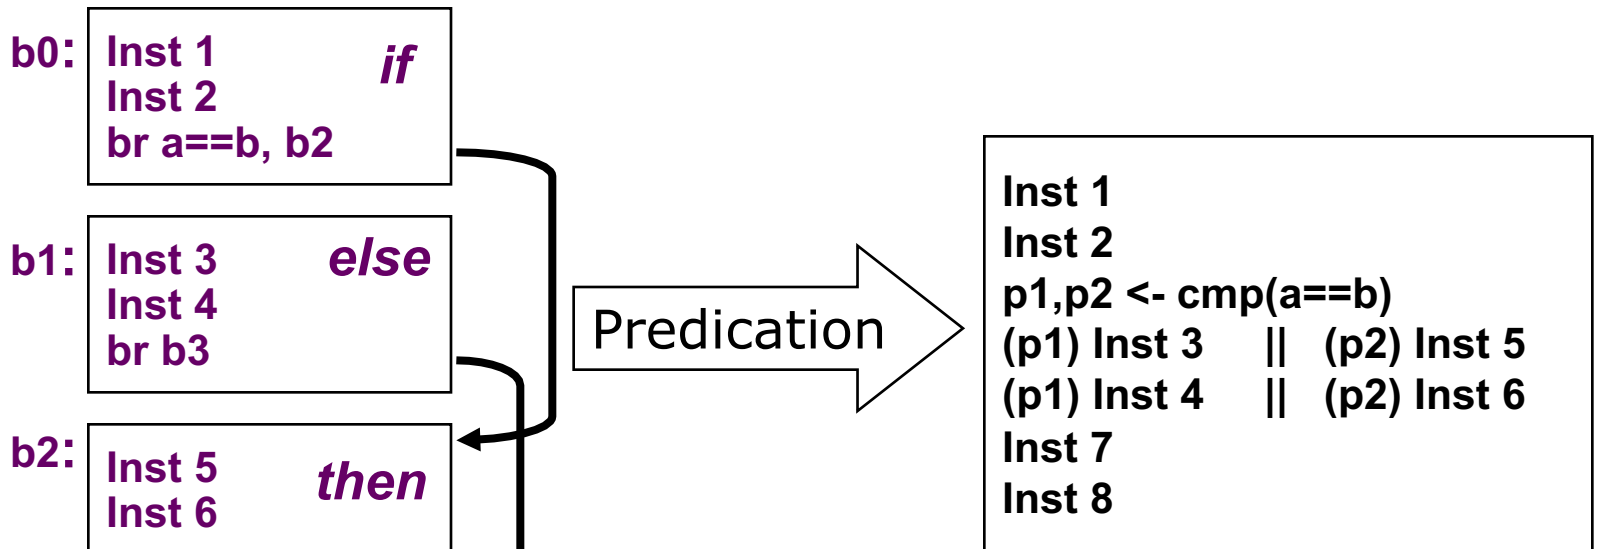 b0:
Inst 1
if
Inst 2
br a==b, b2
b1:
Inst 3
else
Inst 4
br b3
b2:
Inst 5
then
Inst 6
Predication
Inst 1
Inst 2
p1,p2 <- cmp(a==b)
(p1) Inst 3 || (p2) Inst 5
(p1) Inst 4 || (p2) Inst 6
Inst 7
Inst 8